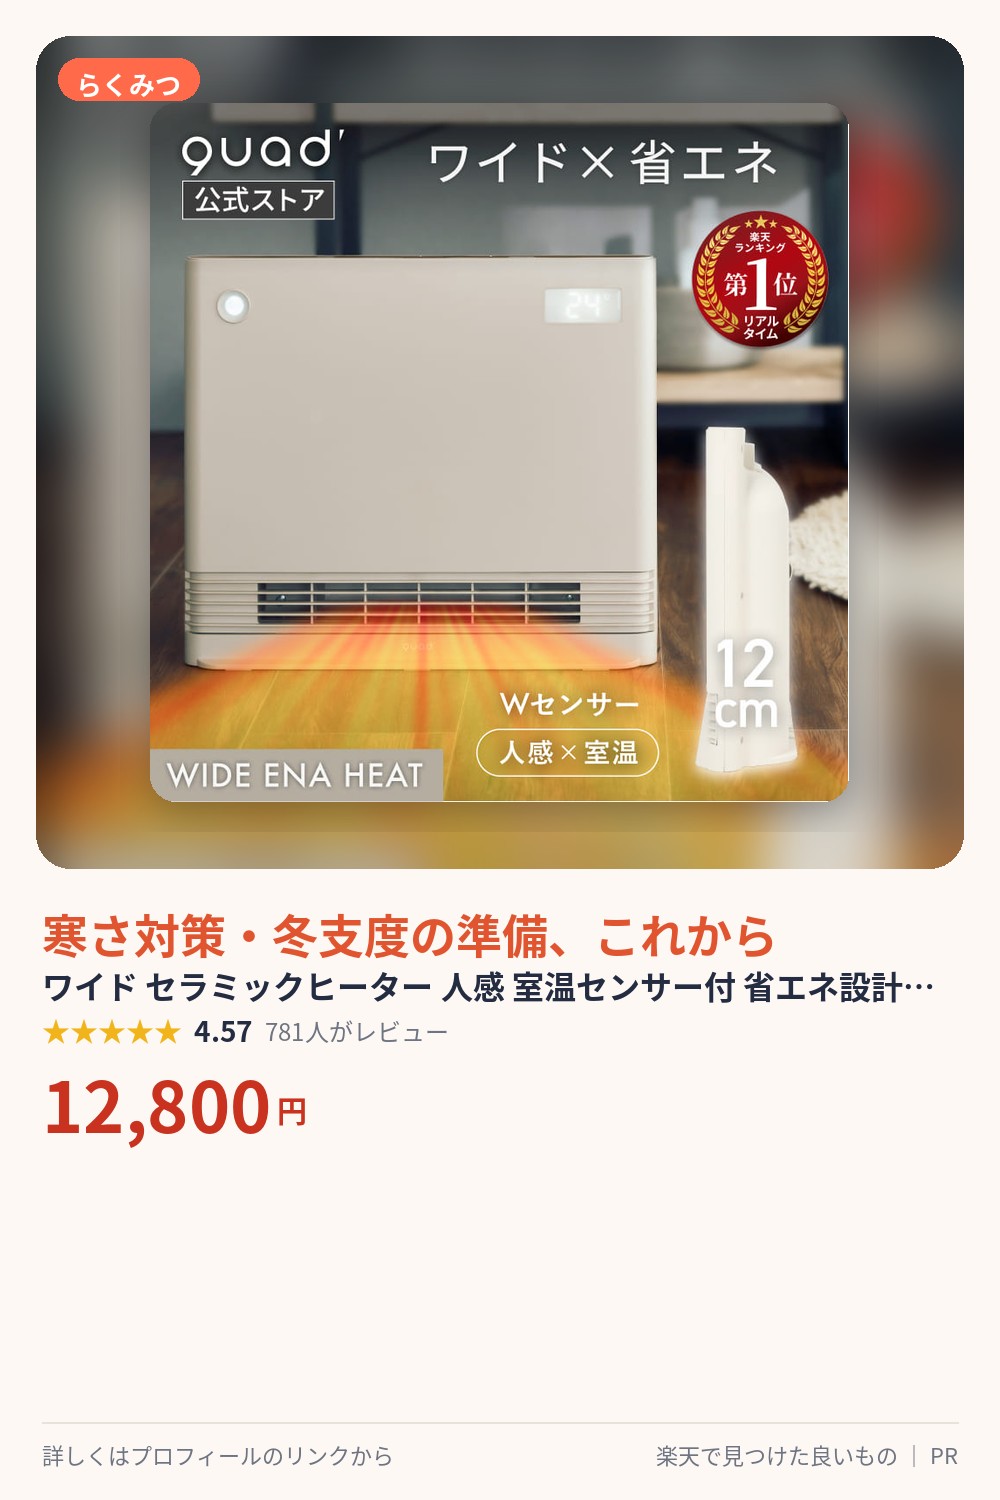 らくみつ
quad'
公式ストア
ワイド×省エネ
楽天
ランキング
第1位
リアル
タイム
24°
12
cm
Wセンサー
人感×室温
WIDE ENA HEAT
寒さ対策・冬支度の準備、これから
ワイド セラミックヒーター 人感 室温センサー付 省エネ設計…
★★★★★ 4.57 781人がレビュー
12,800円
詳しくはプロフィールのリンクから
楽天で見つけた良いもの｜PR